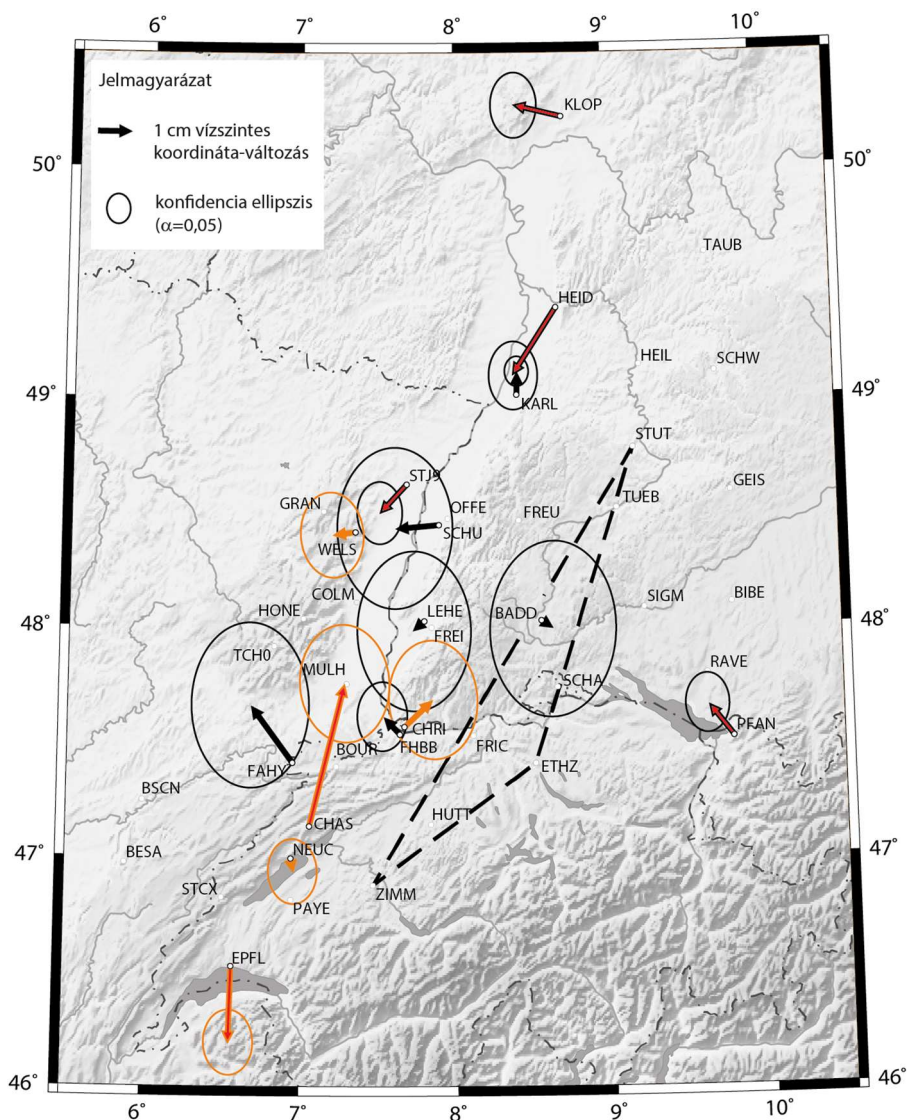 6˚ 7˚ 8˚ 9˚ 10˚
Jelmagyarázat
1 cm vízszintes
koordináta-változás
konfidencia ellipszis
(α=0,05)
KLOP
50˚ 50˚
TAUB
HEID
HEIL SCHW
49˚ 49˚
KARL
STUT
STJ9 GEIS
GRAN OFFE TUEB
FREU
SCHU
WELS
COLM SIGM BIBE
HONE LEHE BADD
48˚ 48˚
FREI
TCH0 RAVE
MULH SCHA
CHRI PFAN
BOUR FHBB FRIC
FAHY ETHZ
BSCN
HUTT
CHAS
47˚ 47˚
BESA NEUC
STCX ZIMM
PAYE
EPFL
46˚ 46˚
6˚ 7˚ 8˚ 9˚ 10˚